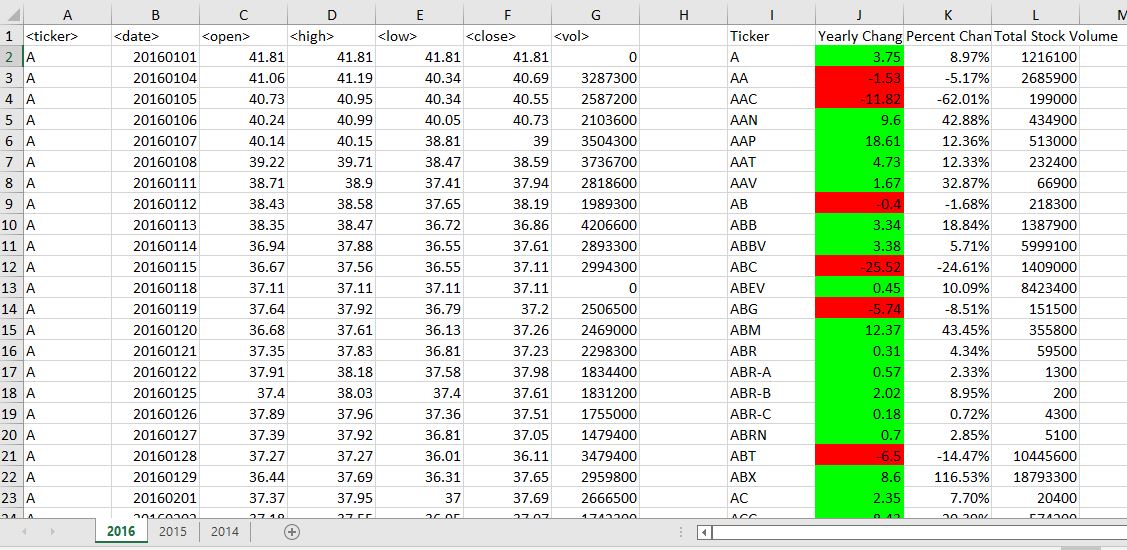 A B C D E F G H I J K L M
1 <ticker> <date> <open> <high> <low> <close> <vol> Ticker Yearly Chang Percent Chan Total Stock Volume
2 A 20160101 41.81 41.81 41.81 41.81 0 A 3.75 8.97% 1216100
3 A 20160104 41.06 41.19 40.34 40.69 3287300 AA -1.53 -5.17% 2685900
4 A 20160105 40.73 40.95 40.34 40.55 2587200 AAC -11.82 -62.01% 199000
5 A 20160106 40.24 40.99 40.05 40.73 2103600 AAN 9.6 42.88% 434900
6 A 20160107 40.14 40.15 38.81 39 3504300 AAP 18.61 12.36% 513000
7 A 20160108 39.22 39.71 38.47 38.59 3736700 AAT 4.73 12.33% 232400
8 A 20160111 38.71 38.9 37.41 37.94 2818600 AAV 1.67 32.87% 66900
9 A 20160112 38.43 38.58 37.65 38.19 1989300 AB -0.4 -1.68% 218300
10 A 20160113 38.35 38.47 36.72 36.86 4206600 ABB 3.34 18.84% 1387900
11 A 20160114 36.94 37.88 36.55 37.61 2893300 ABBV 3.38 5.71% 5999100
12 A 20160115 36.67 37.56 36.55 37.11 2994300 ABC -25.52 -24.61% 1409000
13 A 20160118 37.11 37.11 37.11 37.11 0 ABEV 0.45 10.09% 8423400
14 A 20160119 37.64 37.92 36.79 37.2 2506500 ABG -5.74 -8.51% 151500
15 A 20160120 36.68 37.61 36.13 37.26 2469000 ABM 12.37 43.45% 355800
16 A 20160121 37.35 37.83 36.81 37.23 2298300 ABR 0.31 4.34% 59500
17 A 20160122 37.91 38.18 37.58 37.98 1834400 ABR-A 0.57 2.33% 1300
18 A 20160125 37.4 38.03 37.4 37.61 1831200 ABR-B 2.02 8.95% 200
19 A 20160126 37.89 37.96 37.36 37.51 1755000 ABR-C 0.18 0.72% 4300
20 A 20160127 37.39 37.92 36.81 37.05 1479400 ABRN 0.7 2.85% 5100
21 A 20160128 37.27 37.27 36.01 36.11 3479400 ABT -6.5 -14.47% 10445600
22 A 20160129 36.44 37.69 36.31 37.65 2959800 ABX 8.6 116.53% 18793300
23 A 20160201 37.37 37.95 37 37.69 2666500 AC 2.35 7.70% 20400
2016 2015 2014